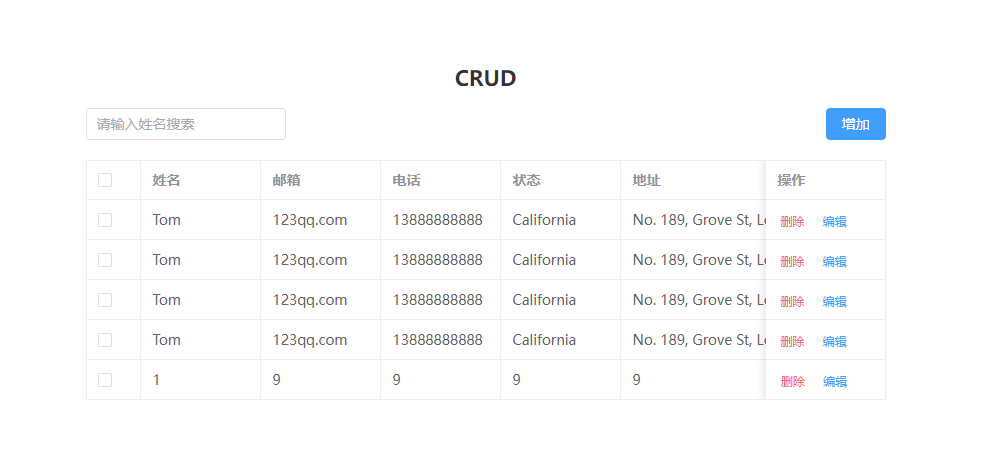 CRUD
请输入姓名搜索 增加
姓名 邮箱 电话 状态 地址 操作
Tom 123qq.com 13888888888 California No. 189, Grove St, Lo 删除 编辑
Tom 123qq.com 13888888888 California No. 189, Grove St, Lo 删除 编辑
Tom 123qq.com 13888888888 California No. 189, Grove St, Lo 删除 编辑
Tom 123qq.com 13888888888 California No. 189, Grove St, Lo 删除 编辑
1 9 9 9 9 删除 编辑